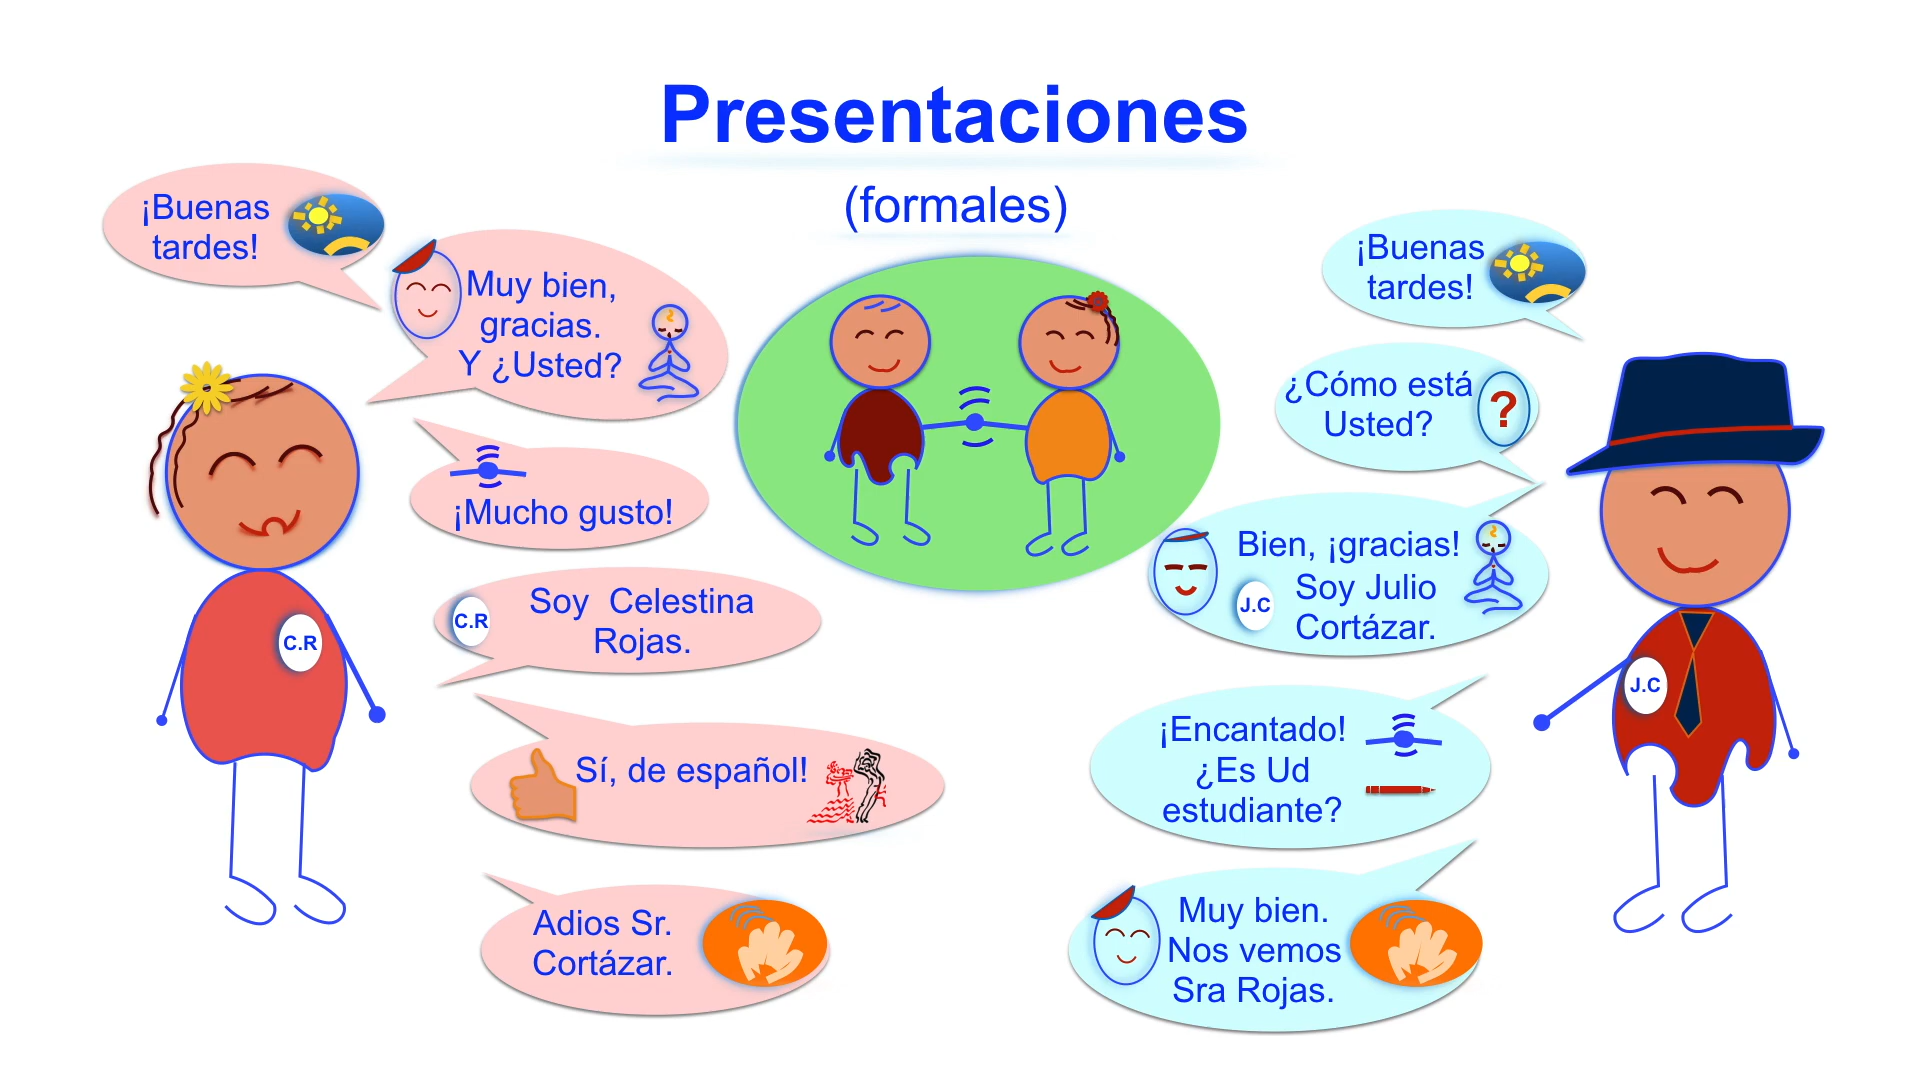 Presentaciones
(formales)
¡Buenas
tardes!
¡Buenas
tardes!
¿Cómo está
Usted?
Muy bien,
gracias.
Y ¿Usted?
Bien, ¡gracias!
Soy Julio
Cortázar.
J.C
¡Mucho gusto!
Soy  Celestina
Rojas.
C.R
¡Encantado!
¿Es Ud
estudiante?
Sí, de español!
Muy bien.
Nos vemos
Sra Rojas.
Adios Sr.
Cortázar.
C.R
J.C
?